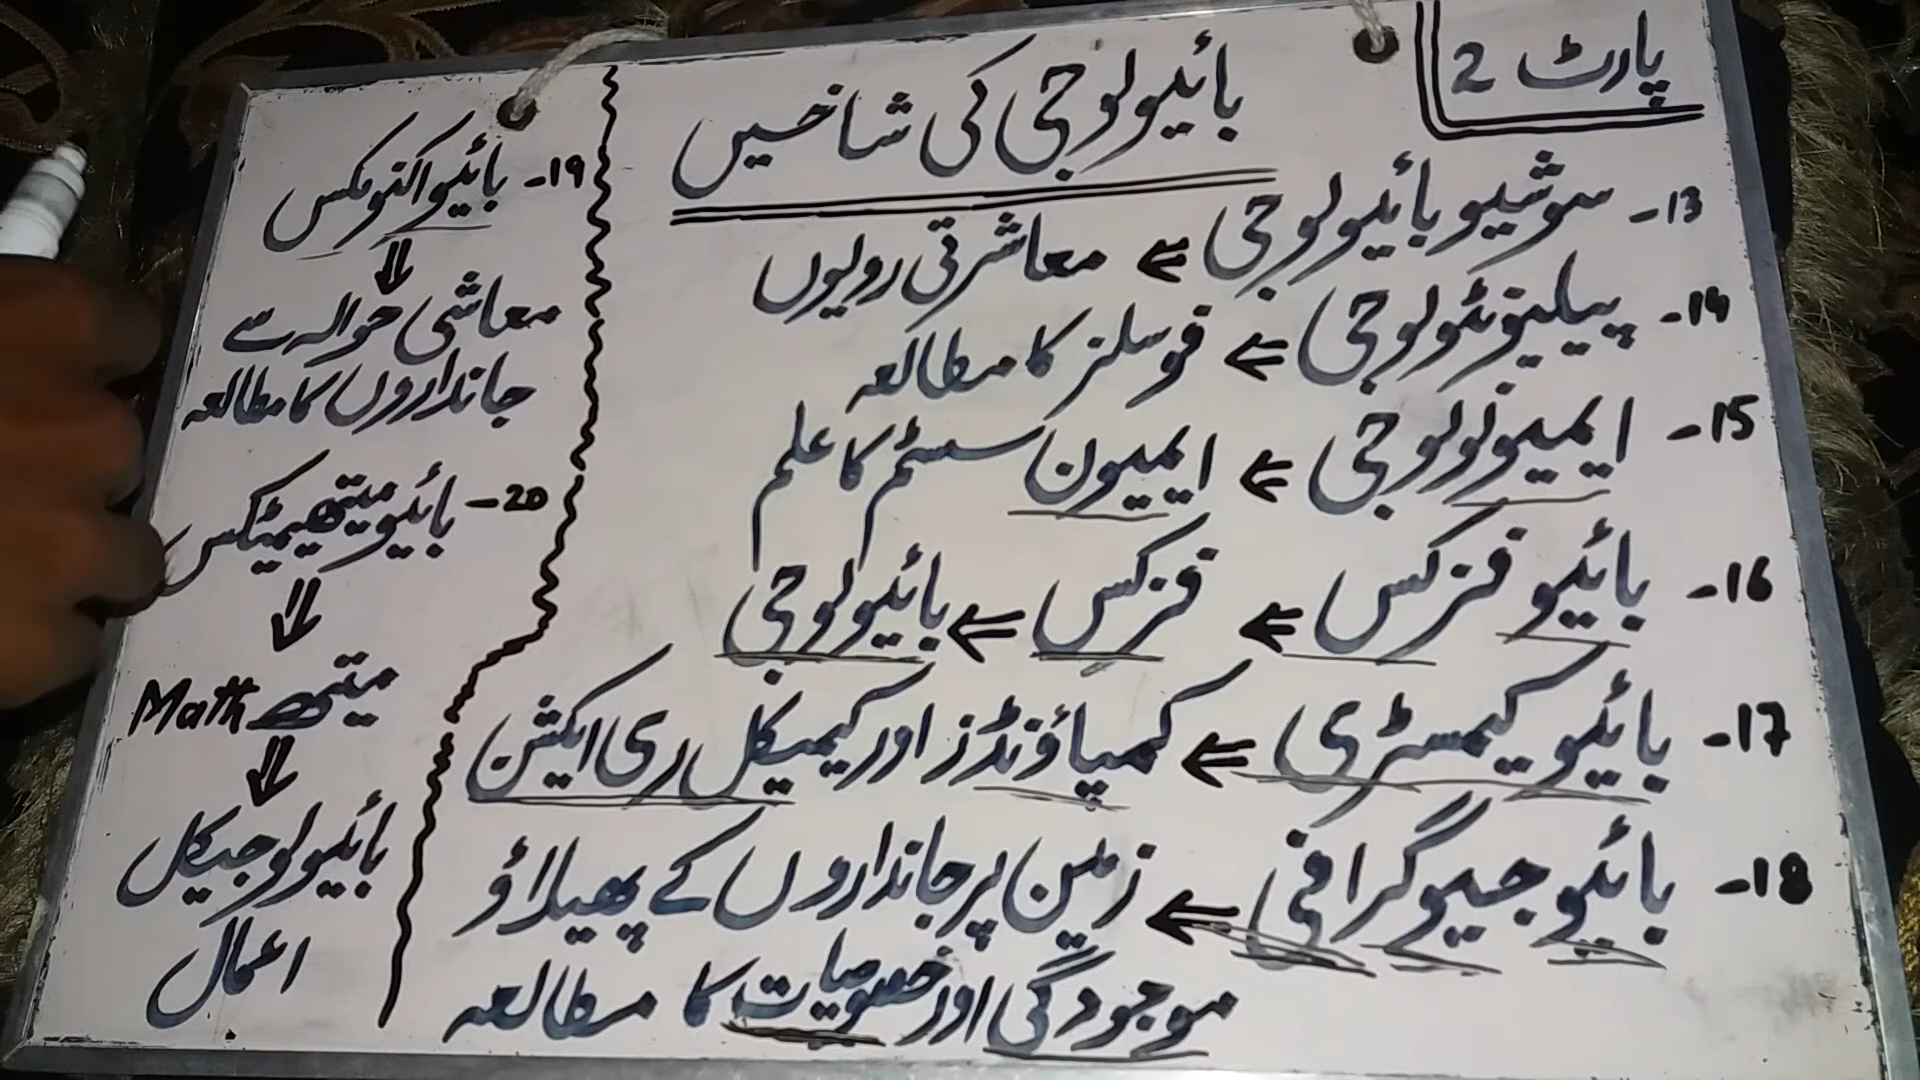 پارٹ 2
بائیولوجی کی شاخیں
13- سوشیو بائیولوجی ⇐ معاشرتی رویوں
14- پیلینٹولوجی ⇐ فوسلز کا مطالعہ
15- ایمیونولوجی ⇐ ایمیون سسٹم کا علم
16- بائیو فزکس ⇐ فزکس ⇐ بائیولوجی
17- بائیو کیمسٹری ⇐ کمپاؤنڈز اور کیمیکل ری ایکشن
18- بائیو جیوگرافی ⇐ زمین پر جانداروں کے پھیلاؤ
موجودگی اور خصوصیات کا مطالعہ
19- بائیو اکنومکس
⇓
معاشی حوالہ سے
جانداروں کا مطالعہ
20- بائیو میتھیمیٹکس
⇓
میتھ Math
⇓
بائیولوجیکل
اعمال